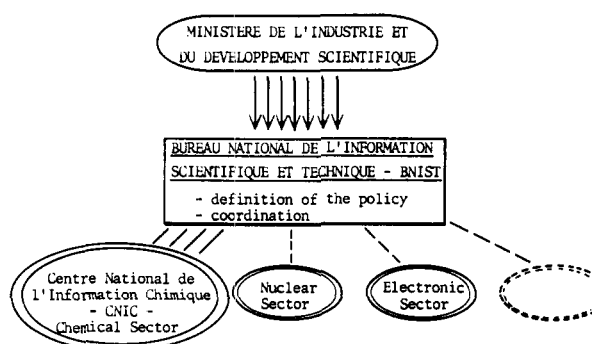 MINISTERE DE L'INDUSTRIE ET
DU DEVELOPPEMENT SCIENTIFIQUE
BUREAU NATIONAL DE L'INFORMATION
SCIENTIFIQUE ET TECHNIQUE - BNIST
- definition of the policy
- coordination
Centre National de
l'Information Chimique
- CNIC -
Chemical Sector
Nuclear
Sector
Electronic
Sector